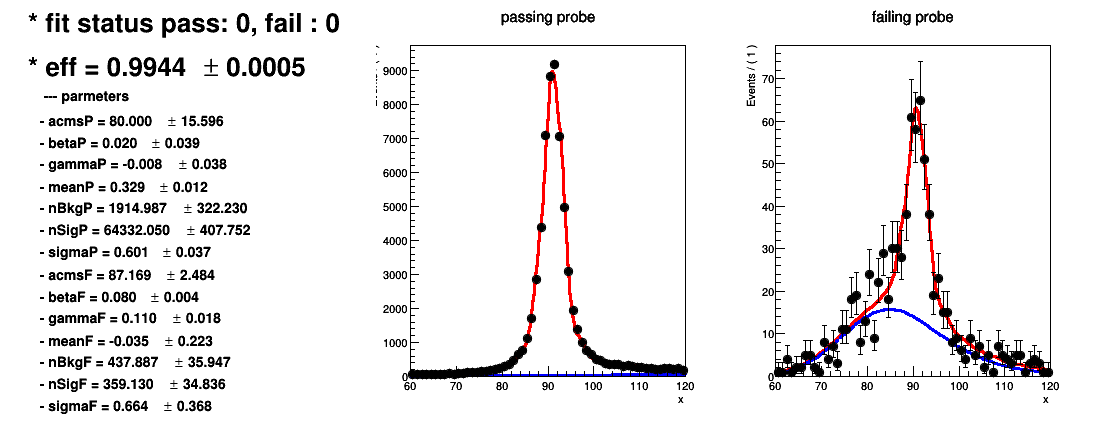 * fit status pass: 0, fail : 0
* eff = 0.9944 ± 0.0005
--- parmeters
- acmsP = 80.000 ± 15.596
- betaP = 0.020 ± 0.039
- gammaP = -0.008 ± 0.038
- meanP = 0.329 ± 0.012
- nBkgP = 1914.987 ± 322.230
- nSigP = 64332.050 ± 407.752
- sigmaP = 0.601 ± 0.037
- acmsF = 87.169 ± 2.484
- betaF = 0.080 ± 0.004
- gammaF = 0.110 ± 0.018
- meanF = -0.035 ± 0.223
- nBkgF = 437.887 ± 35.947
- nSigF = 359.130 ± 34.836
- sigmaF = 0.664 ± 0.368
passing probe
9000
8000
7000
6000
5000
4000
3000
2000
1000
0
60 70 80 90 100 110 120
x
failing probe
Events / ( 1 )
70
60
50
40
30
20
10
0
60 70 80 90 100 110 120
x